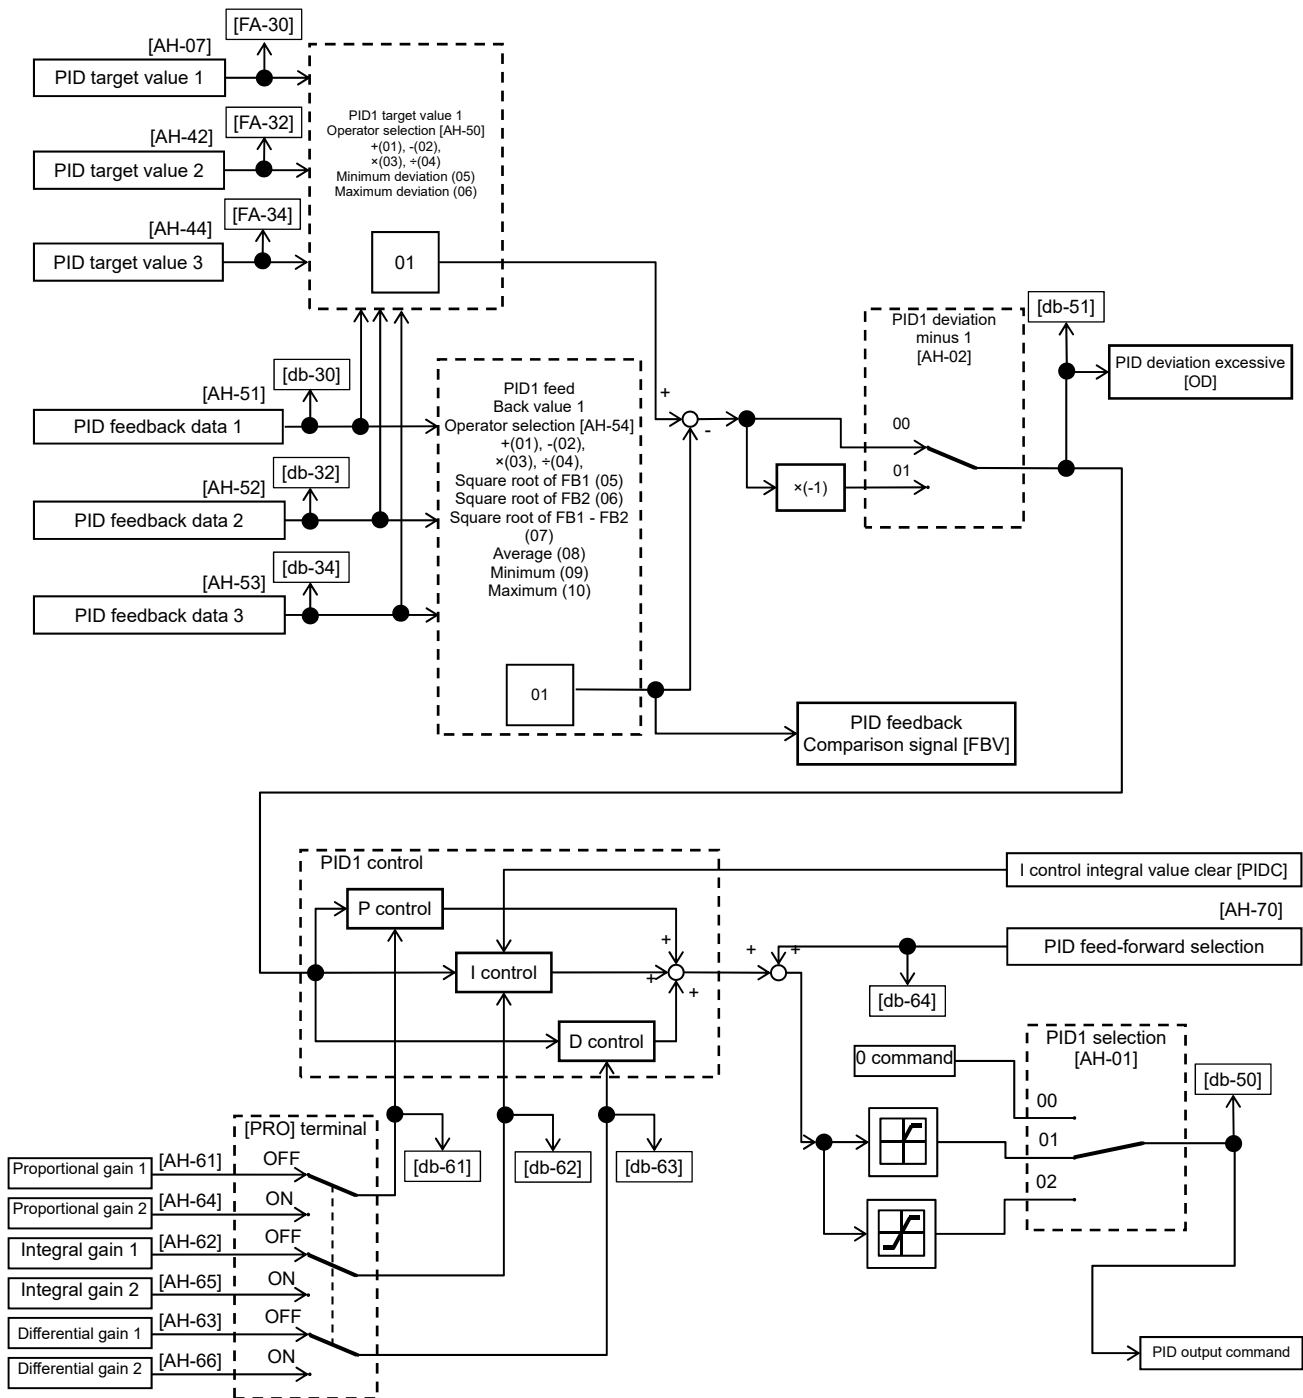 [FA-30]
[AH-07]
PID target value 1
[FA-32]
[AH-42]
PID target value 2
[FA-34]
[AH-44]
PID target value 3
PID1 target value 1
Operator selection [AH-50]
+(01), -(02),
×(03), ÷(04)
Minimum deviation (05)
Maximum deviation (06)
01
[db-30]
[AH-51]
PID feedback data 1
[db-32]
[AH-52]
PID feedback data 2
[db-34]
[AH-53]
PID feedback data 3
PID1 feed
Back value 1
Operator selection [AH-54]
+(01), -(02),
×(03), ÷(04),
Square root of FB1 (05)
Square root of FB2 (06)
Square root of FB1 - FB2
(07)
Average (08)
Minimum (09)
Maximum (10)
01
+
-
×(-1)
PID1 deviation
minus 1
[AH-02]
00
01
[db-51]
PID deviation excessive
[OD]
PID feedback
Comparison signal [FBV]
PID1 control
P control
I control
D control
+
+
+
I control integral value clear [PIDC]
[AH-70]
PID feed-forward selection
+
+
[db-64]
0 command
PID1 selection
[AH-01]
00
01
02
[db-50]
PID output command
[PRO] terminal
[db-61]
[db-62]
[db-63]
Proportional gain 1
[AH-61]
OFF
Proportional gain 2
[AH-64]
ON
Integral gain 1
[AH-62]
OFF
Integral gain 2
[AH-65]
ON
Differential gain 1
[AH-63]
OFF
Differential gain 2
[AH-66]
ON